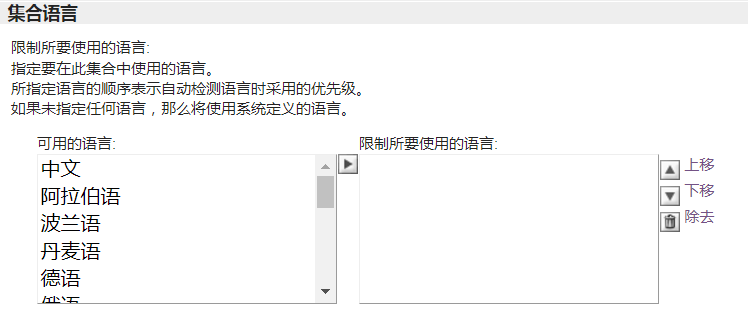 集合语言
限制所要使用的语言:
指定要在此集合中使用的语言。
所指定语言的顺序表示自动检测语言时采用的优先级。
如果未指定任何语言，那么将使用系统定义的语言。
可用的语言:
限制所要使用的语言:
中文
阿拉伯语
波兰语
丹麦语
德语
俄语
上移
下移
除去